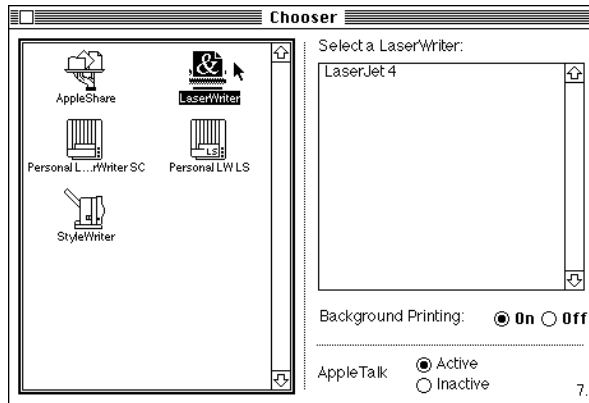 Chooser
AppleShare
LaserWriter
Personal L...rWriter SC
Personal LW LS
LS
StyleWriter
Select a LaserWriter:
LaserJet 4
Background Printing: On Off
AppleTalk
Active
Inactive
7.